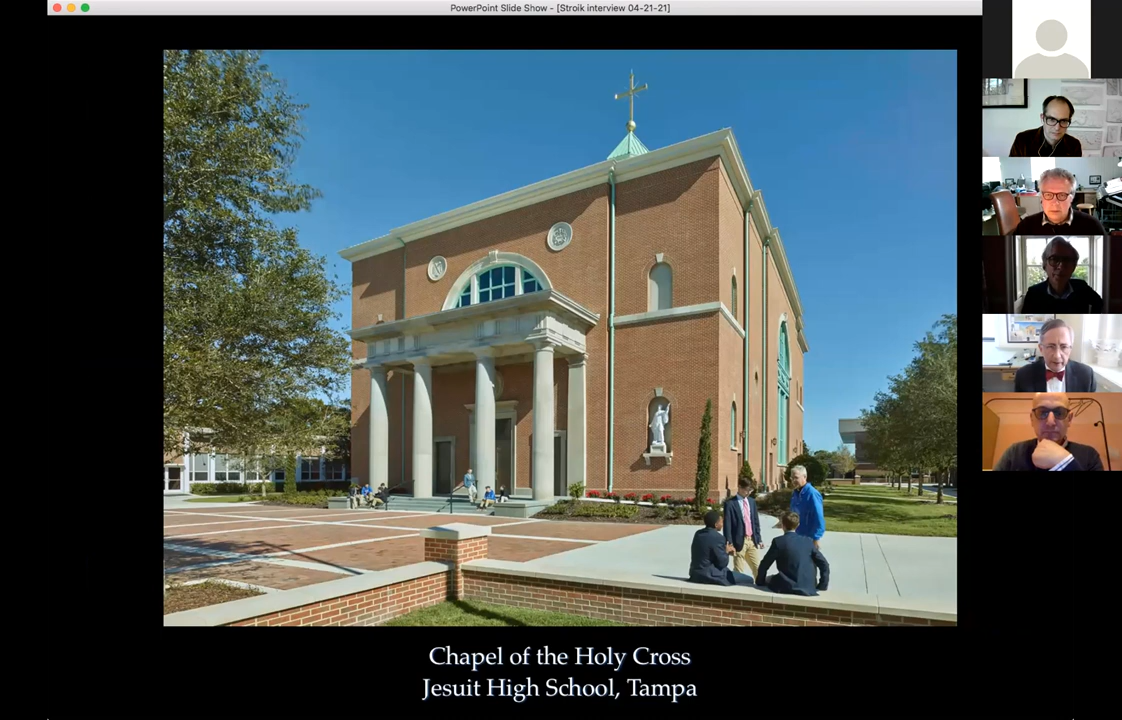 PowerPoint Slide Show - [Stroik interview 04-21-21]
Chapel of the Holy Cross
Jesuit High School, Tampa